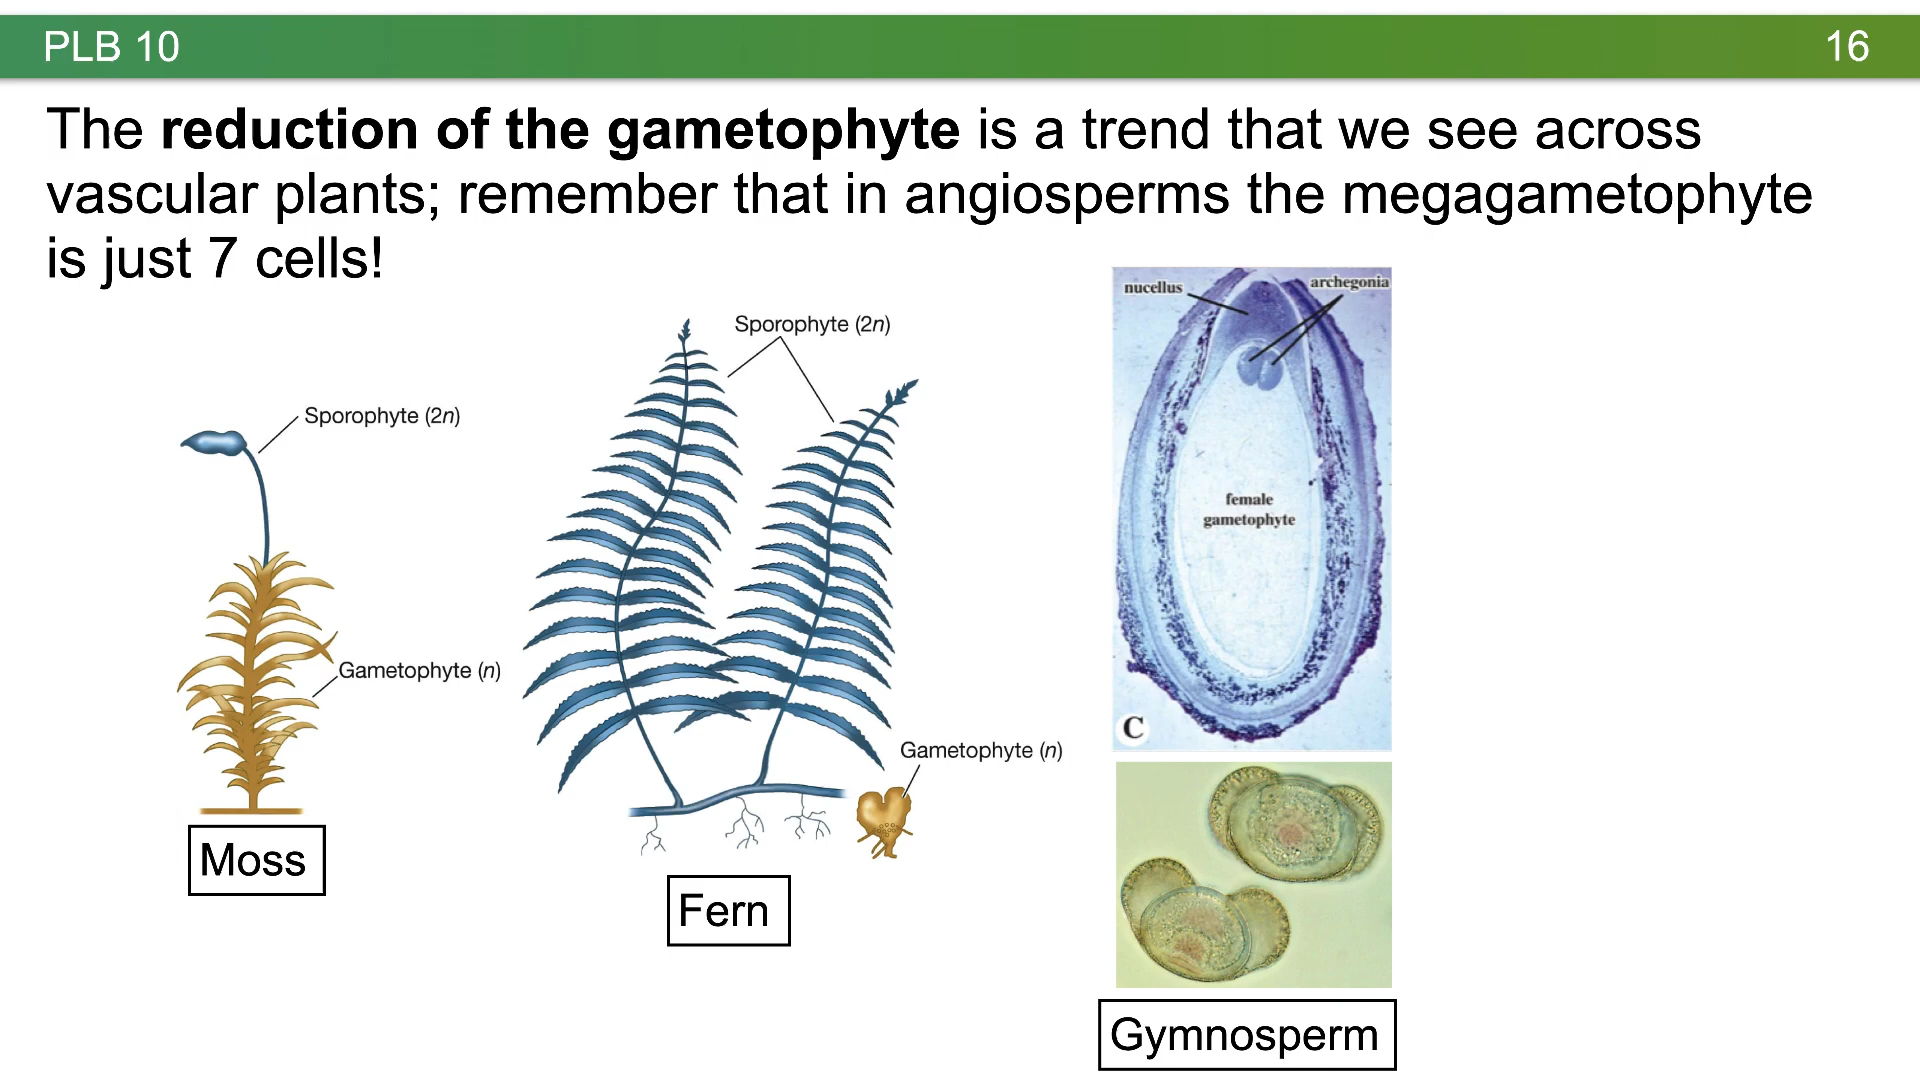 PLB 10
16
The reduction of the gametophyte is a trend that we see across
vascular plants; remember that in angiosperms the megagametophyte
is just 7 cells!
Sporophyte (2n)
Gametophyte (n)
Moss
Sporophyte (2n)
Gametophyte (n)
Fern
nucellus
archegonia
female
gametophyte
C
Gymnosperm